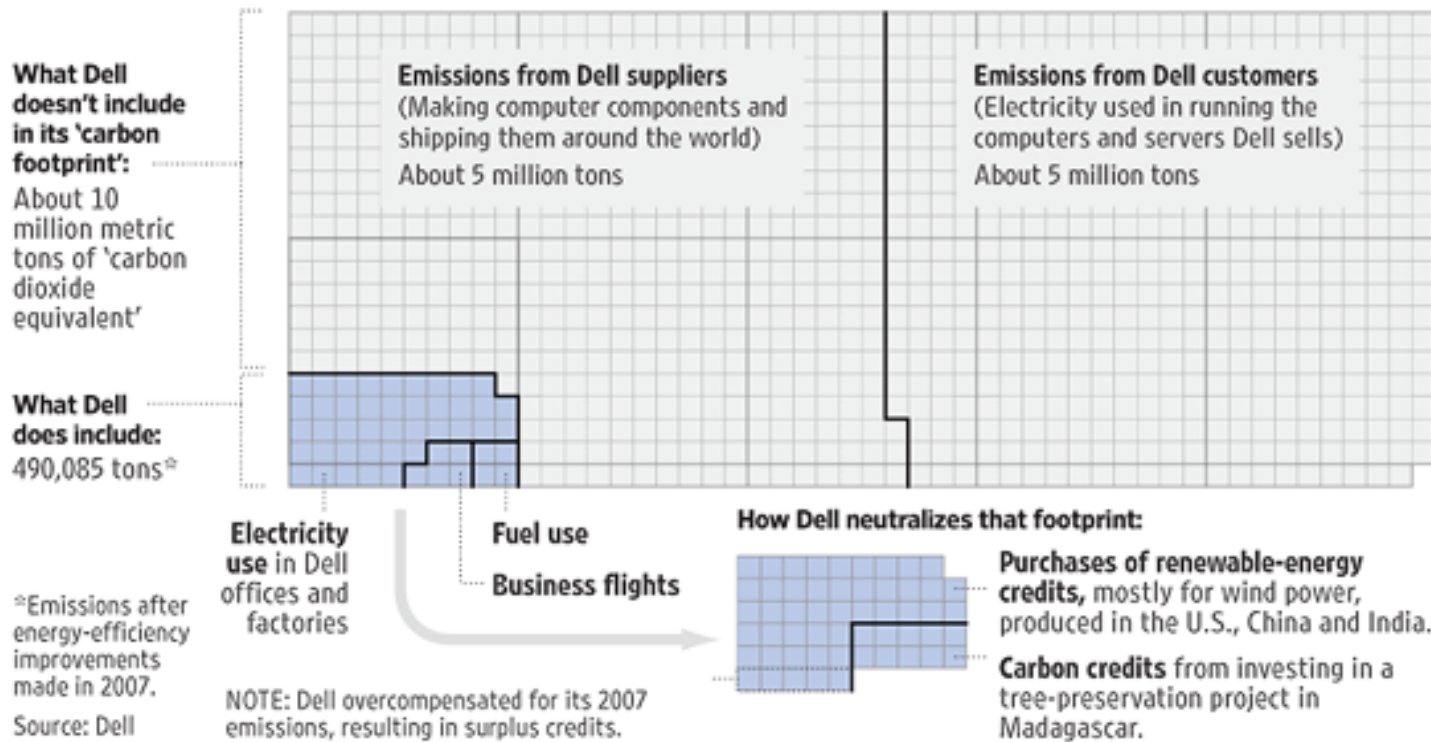 What Dell
doesn't include
in its 'carbon
footprint':
About 10
million metric
tons of 'carbon
dioxide
equivalent'
Emissions from Dell suppliers
(Making computer components and
shipping them around the world)
About 5 million tons
Emissions from Dell customers
(Electricity used in running the
computers and servers Dell sells)
About 5 million tons
What Dell
does include:
490,085 tons*
Electricity
use in Dell
offices and
factories
Fuel use
Business flights
How Dell neutralizes that footprint:
Purchases of renewable-energy
credits, mostly for wind power,
produced in the U.S., China and India.
Carbon credits from investing in a
tree-preservation project in
Madagascar.
*Emissions after
energy-efficiency
improvements
made in 2007.
Source: Dell
NOTE: Dell overcompensated for its 2007
emissions, resulting in surplus credits.